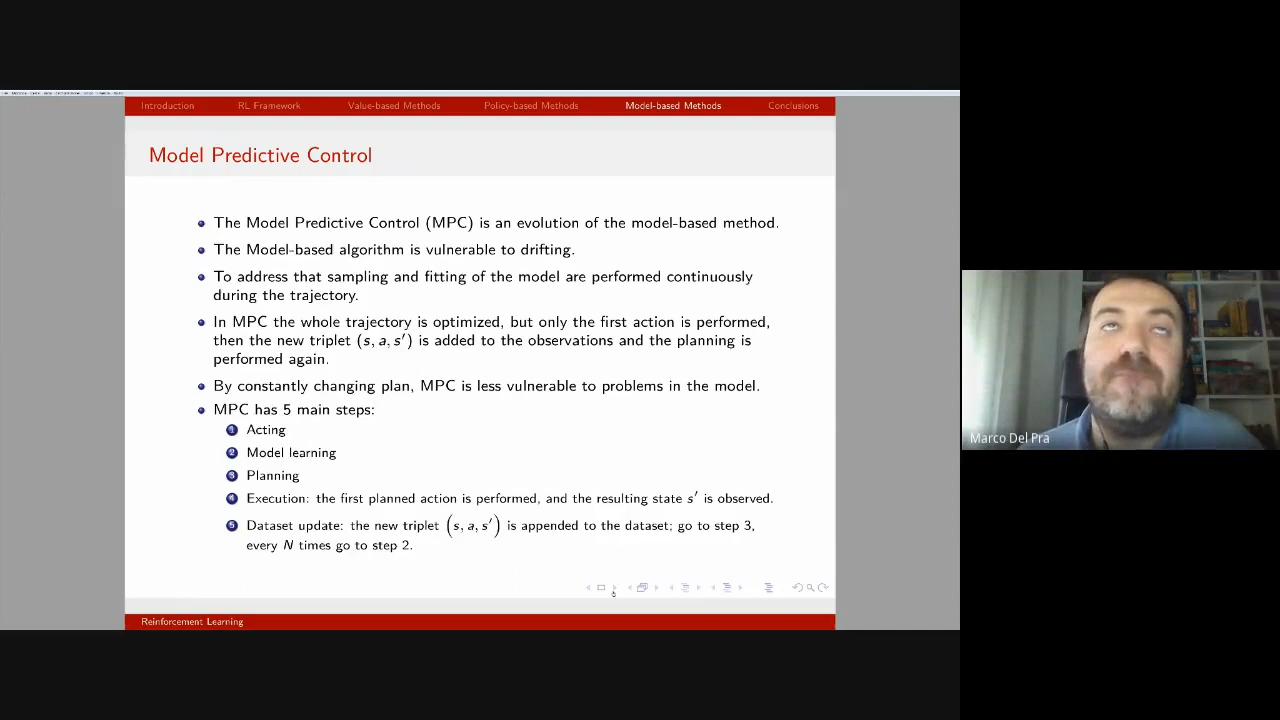 Introduction RL Framework Value-based Methods Policy-based Methods Model-based Methods Conclusions
Model Predictive Control
The Model Predictive Control (MPC) is an evolution of the model-based method.
The Model-based algorithm is vulnerable to drifting.
To address that sampling and fitting of the model are performed continuously
during the trajectory.
In MPC the whole trajectory is optimized, but only the first action is performed,
then the new triplet (s, a, s′) is added to the observations and the planning is
performed again.
By constantly changing plan, MPC is less vulnerable to problems in the model.
MPC has 5 main steps:
1 Acting
2 Model learning
3 Planning
4 Execution: the first planned action is performed, and the resulting state s′ is observed.
5 Dataset update: the new triplet (s, a, s′) is appended to the dataset; go to step 3,
every N times go to step 2.
Reinforcement Learning
Marco Del Pra